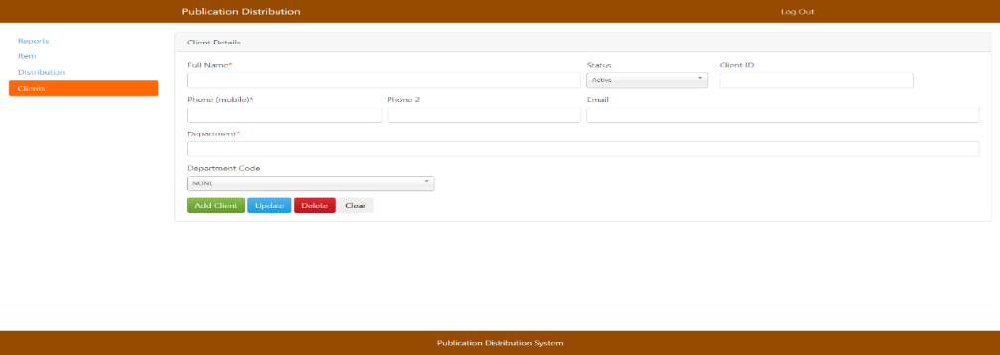 Publication Distribution Log Out
Reports
Item
Distribution
Clients
Client Details
Full Name* Status Client ID
Active
Phone (mobile)* Phone 2 Email
Department*
Department Code
NONE
Add Client Update Delete Clear
Publication Distribution System